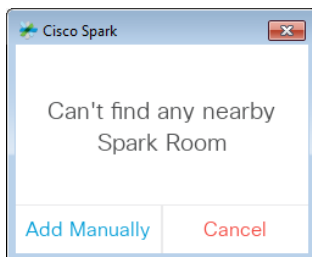 Cisco Spark
Can't find any nearby
Spark Room
Add Manually
Cancel